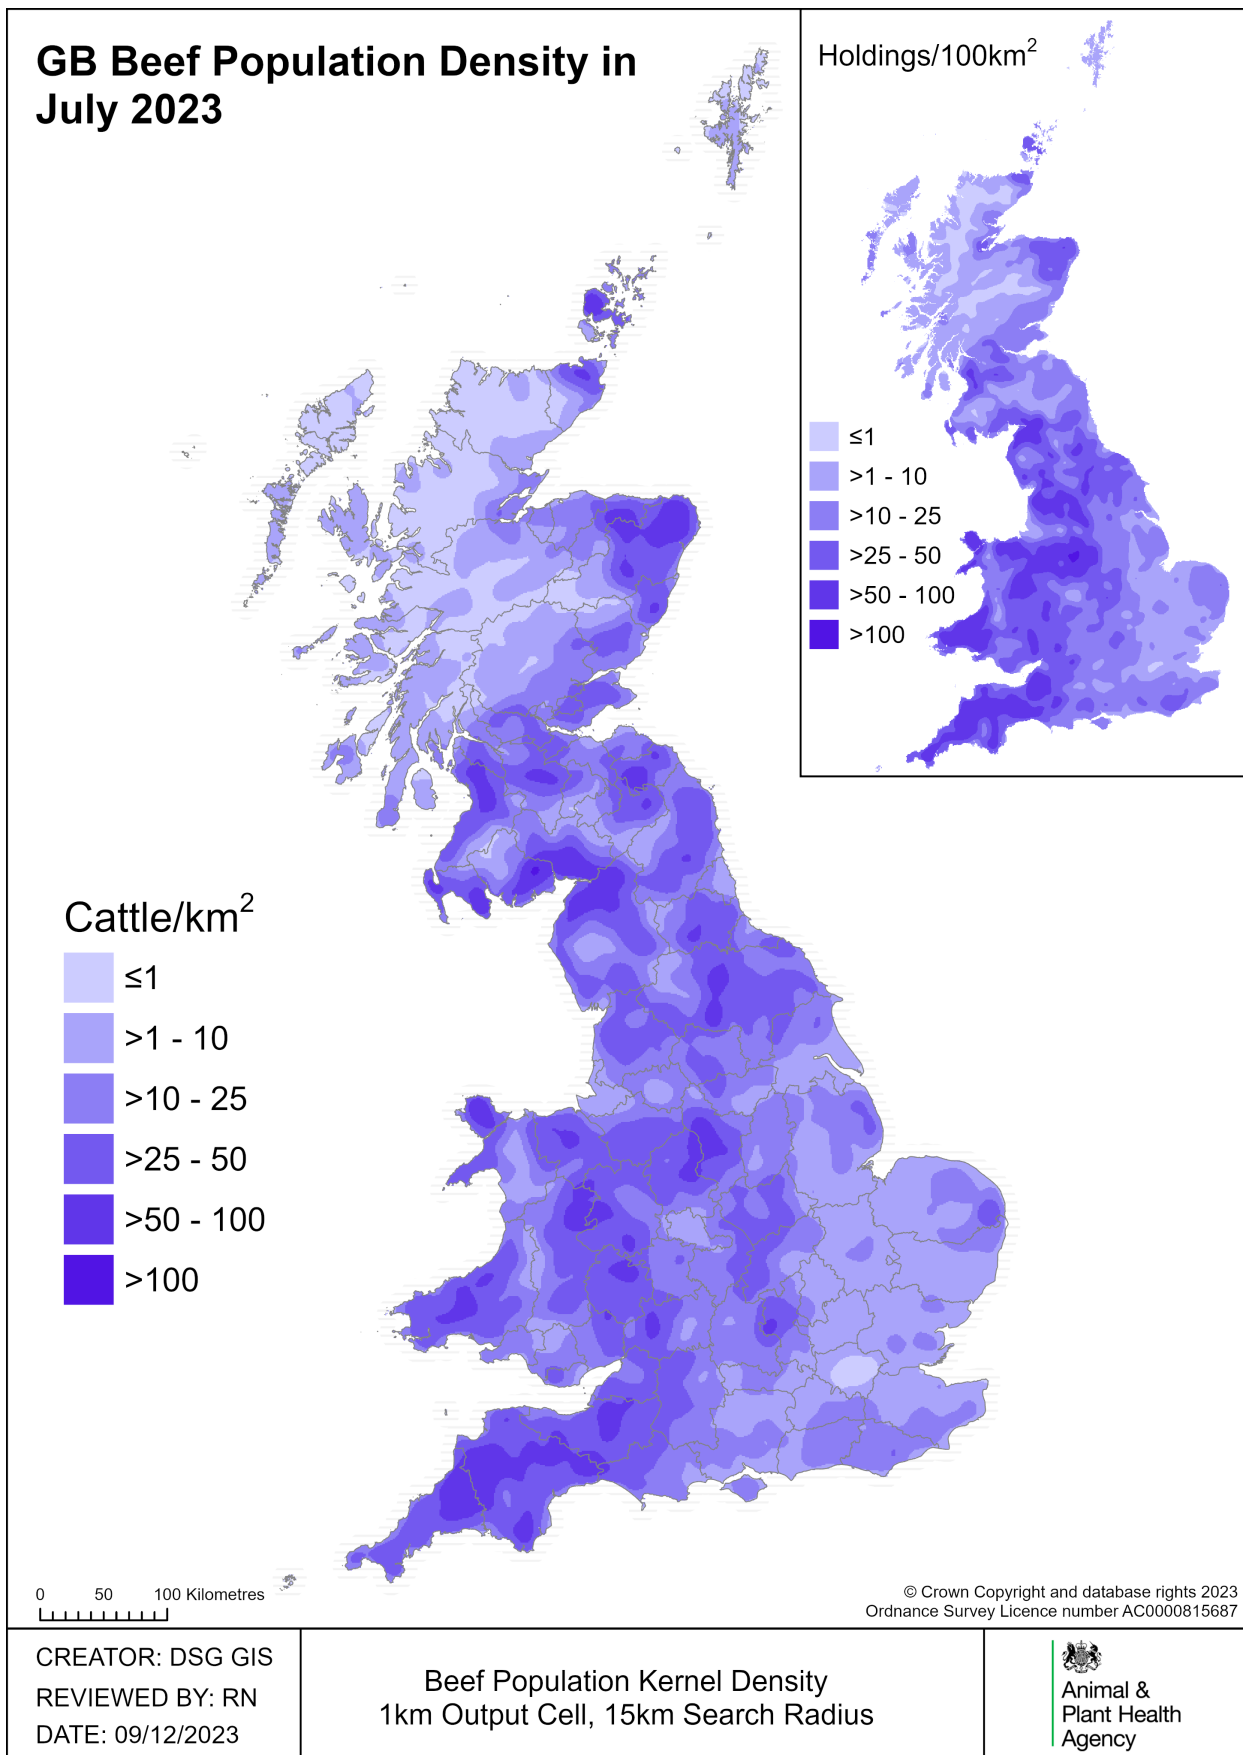 GB Beef Population Density in
July 2023
Holdings/100km²
≤1
>1 - 10
>10 - 25
>25 - 50
>50 - 100
>100
Cattle/km²
≤1
>1 - 10
>10 - 25
>25 - 50
>50 - 100
>100
0 50 100 Kilometres
© Crown Copyright and database rights 2023
Ordnance Survey Licence number AC0000815687
CREATOR: DSG GIS
REVIEWED BY: RN
DATE: 09/12/2023
Beef Population Kernel Density
1km Output Cell, 15km Search Radius
Animal &
Plant Health
Agency